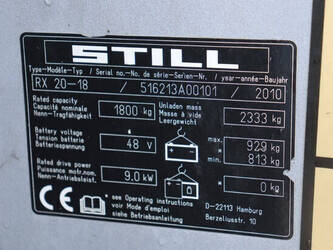 STILL
Type-Modèle-Typ / Serial no.-No. de série-Serien-Nr. / year-année-Baujahr
RX 20-18 / 516213A00101 / 2010
Rated capacity
Capacité nominale
Nenn-Tragfähigkeit
1800 kg
Unladen mass
Masse à vide
Leergewicht
2333 kg
Battery voltage
Tension batterie
Batteriespannung
48 V
max * 929 kg
min * 813 kg
Rated drive power
Puissance motr.nom.
Nenn-Antriebsleist.
9.0 kW
* 0 kg
CE
* see Operating instructions
voir Mode d'emploi
siehe Betriebsanleitung
D-22113 Hamburg
Berzeliusstr. 10